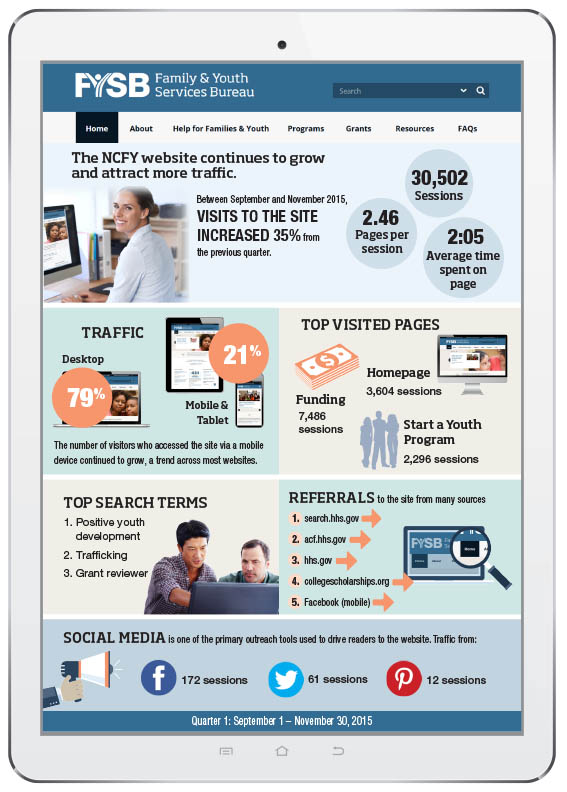 FYSB Family & Youth
Services Bureau
Search
Home About Help for Families & Youth Programs Grants Resources FAQs
The NCFY website continues to grow
and attract more traffic.
Between September and November 2015,
VISITS TO THE SITE
INCREASED 35% from
the previous quarter.
30,502
Sessions
2.46
Pages per
session
2:05
Average time
spent on
page
TRAFFIC
Desktop
79%
21%
Mobile &
Tablet
The number of visitors who accessed the site via a mobile
device continued to grow, a trend across most websites.
TOP VISITED PAGES
Funding
7,486
sessions
Homepage
3,604 sessions
Start a Youth
Program
2,296 sessions
TOP SEARCH TERMS
1. Positive youth
development
2. Trafficking
3. Grant reviewer
REFERRALS to the site from many sources
1. search.hhs.gov
2. acf.hhs.gov
3. hhs.gov
4. collegescholarships.org
5. Facebook (mobile)
FYSB
Home
SOCIAL MEDIA is one of the primary outreach tools used to drive readers to the website. Traffic from:
172 sessions
61 sessions
12 sessions
Quarter 1: September 1 – November 30, 2015